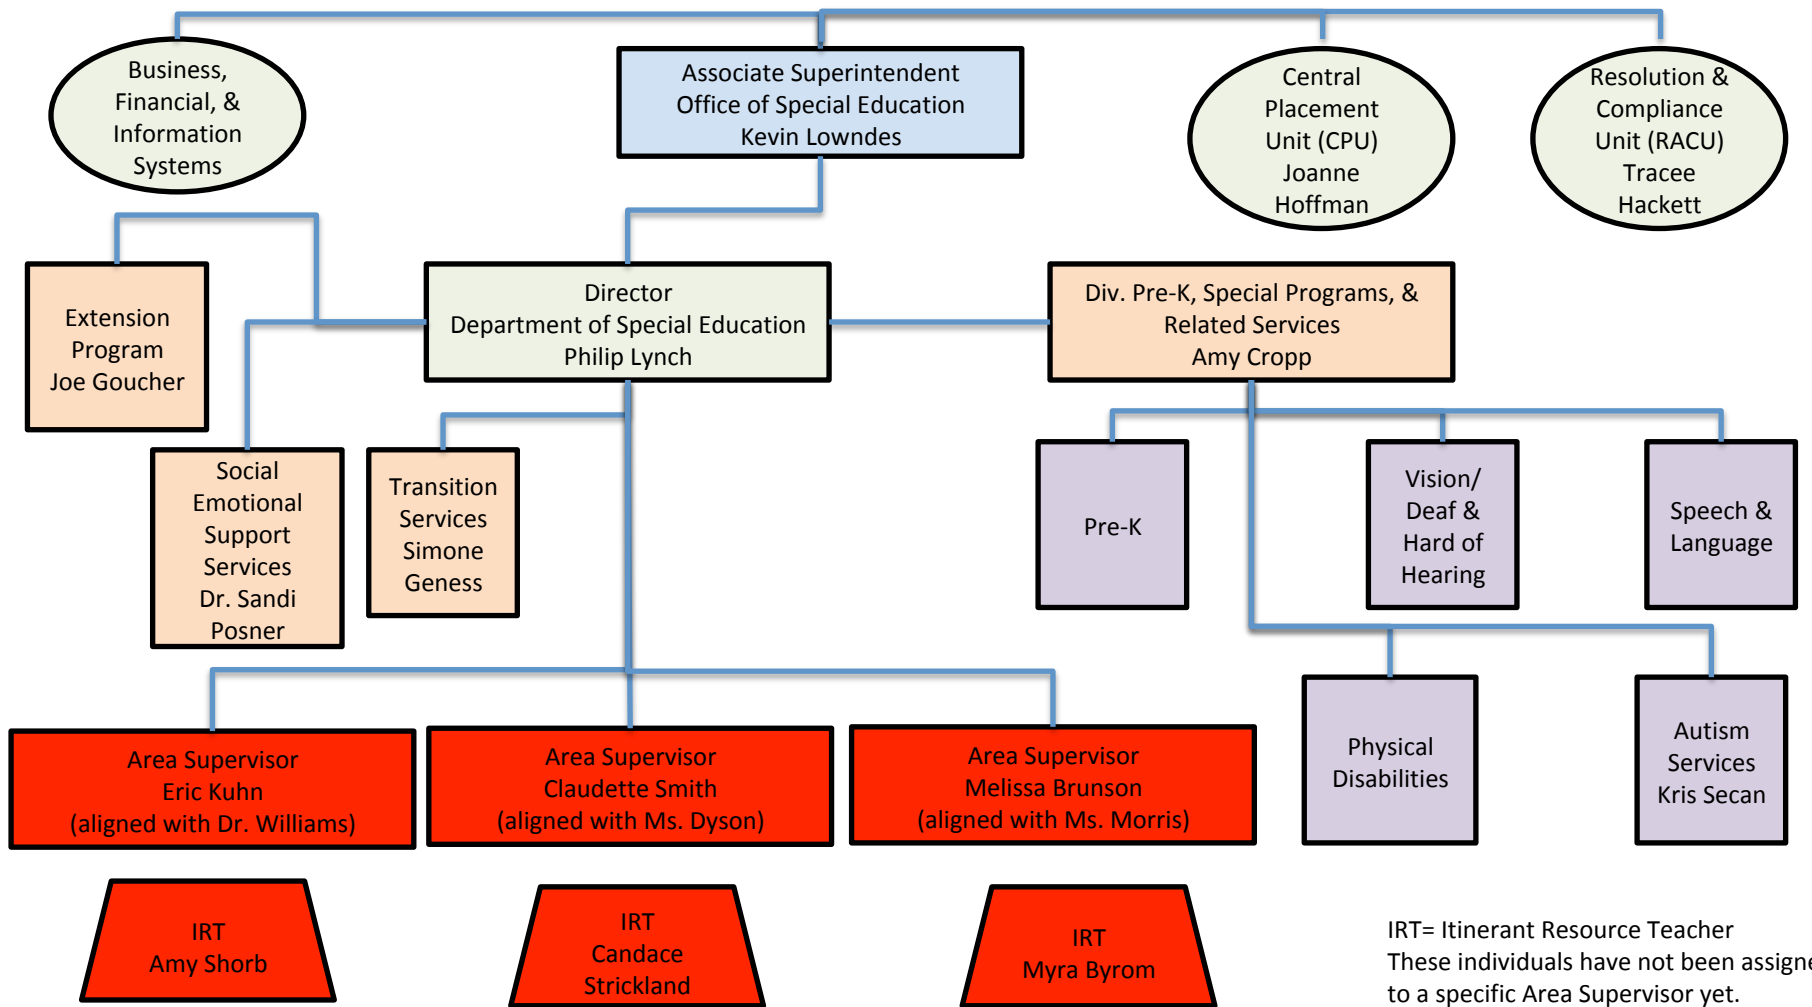 Business,
Financial, &
Information
Systems
Associate Superintendent
Office of Special Education
Kevin Lowndes
Central
Placement
Unit (CPU)
Joanne
Hoffman
Resolution &
Compliance
Unit (RACU)
Tracee
Hackett
Extension
Program
Joe Goucher
Director
Department of Special Education
Philip Lynch
Div. Pre-K, Special Programs, &
Related Services
Amy Cropp
Social
Emotional
Support
Services
Dr. Sandi
Posner
Transition
Services
Simone
Geness
Pre-K
Vision/
Deaf &
Hard of
Hearing
Speech &
Language
Physical
Disabilities
Autism
Services
Kris Secan
Area Supervisor
Eric Kuhn
(aligned with Dr. Williams)
Area Supervisor
Claudette Smith
(aligned with Ms. Dyson)
Area Supervisor
Melissa Brunson
(aligned with Ms. Morris)
IRT
Amy Shorb
IRT
Candace
Strickland
IRT
Myra Byrom
IRT= Itinerant Resource Teacher
These individuals have not been assigne
to a specific Area Supervisor yet.